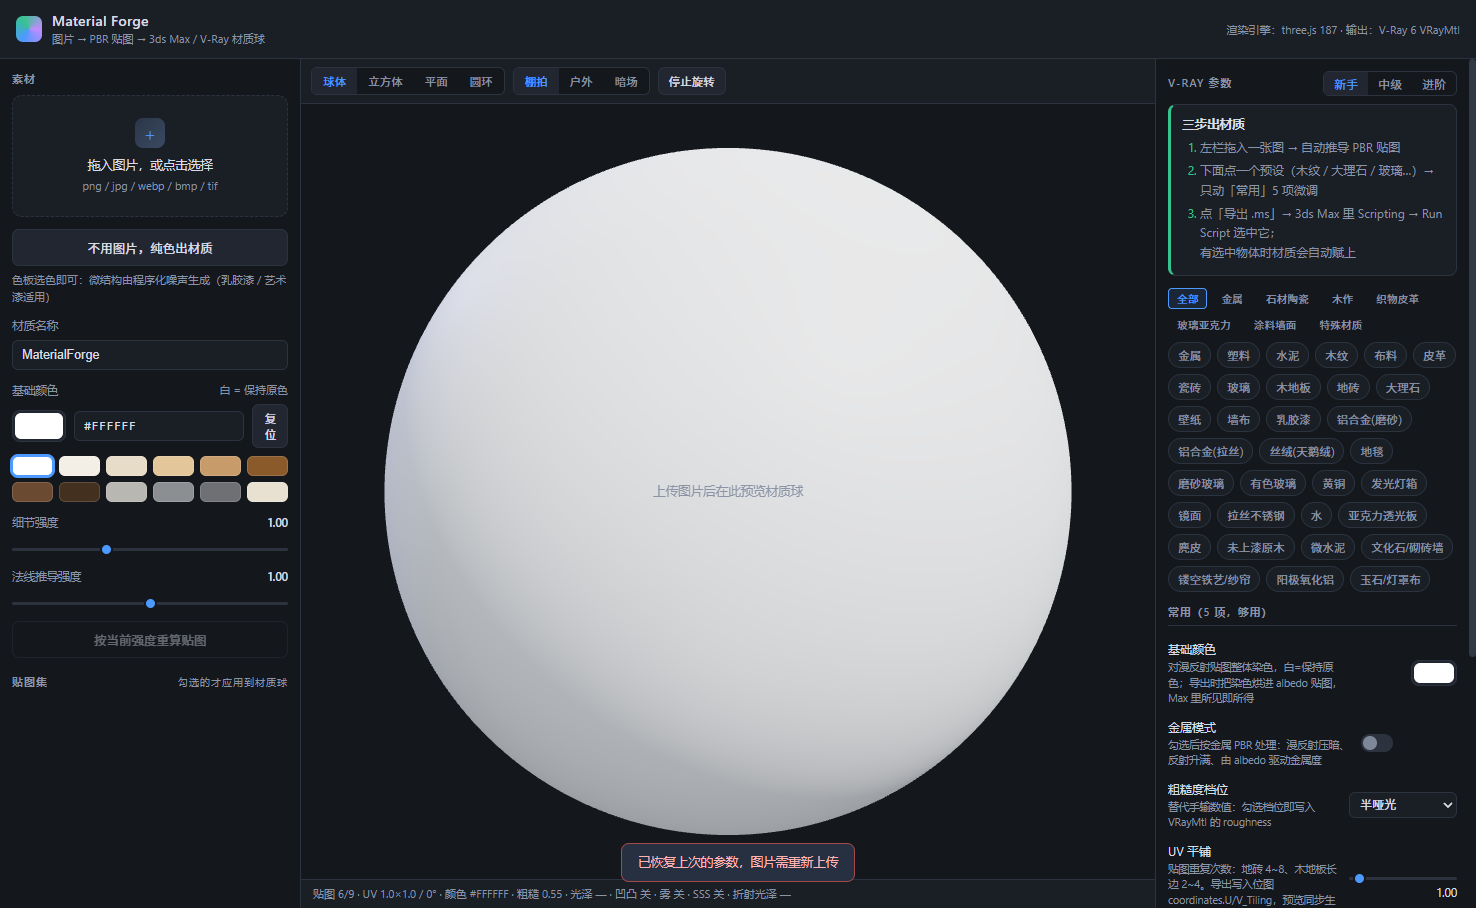 Material Forge
图片 → PBR 贴图 → 3ds Max / V-Ray 材质球
渲染引擎：three.js 187 · 输出：V-Ray 6 VRayMtl
素材
+
拖入图片，或点击选择
png / jpg / webp / bmp / tif
不用图片，纯色出材质
色板选色即可：微结构由程序化噪声生成（乳胶漆 / 艺术
漆适用）
材质名称
MaterialForge
基础颜色 白 = 保持原色
#FFFFFF
复
位
细节强度 1.00
法线推导强度 1.00
按当前强度重算贴图
贴图集 勾选的才应用到材质球
球体 立方体 平面 圆环 棚拍 户外 暗场 停止旋转
上传图片后在此预览材质球
已恢复上次的参数，图片需重新上传
贴图 6/9 · UV 1.0×1.0 / 0° · 颜色 #FFFFFF · 粗糙 0.55 · 光泽 — · 凹凸 关 · 雾 关 · SSS 关 · 折射光泽 —
V-RAY 参数 新手 中级 进阶
三步出材质
1. 左栏拖入一张图 → 自动推导 PBR 贴图
2. 下面点一个预设（木纹 / 大理石 / 玻璃…）→
只动「常用」5 项微调
3. 点「导出 .ms」→ 3ds Max 里 Scripting → Run
Script 选中它；
有选中物体时材质会自动赋上
全部 金属 石材陶瓷 木作 织物皮革
玻璃亚克力 涂料墙面 特殊材质
金属 塑料 水泥 木纹 布料 皮革
瓷砖 玻璃 木地板 地砖 大理石
壁纸 墙布 乳胶漆 铝合金(磨砂)
铝合金(拉丝) 丝绒(天鹅绒) 地毯
磨砂玻璃 有色玻璃 黄铜 发光灯箱
镜面 拉丝不锈钢 水 亚克力透光板
麂皮 未上漆原木 微水泥 文化石/砌砖墙
镂空铁艺/纱帘 阳极氧化铝 玉石/灯罩布
常用（5 项，够用）
基础颜色
对漫反射贴图整体染色，白=保持原
色；导出时把染色烘进 albedo 贴图，
Max 里所见即所得
金属模式
勾选后按金属 PBR 处理：漫反射压暗、
反射升满、由 albedo 驱动金属度
粗糙度档位
替代手输数值：勾选档位即写入
VRayMtl 的 roughness
半哑光
UV 平铺
贴图重复次数：地砖 4~8、木地板长
边 2~4。导出写入位图
coordinates.U/V_Tiling，预览同步生
1.00